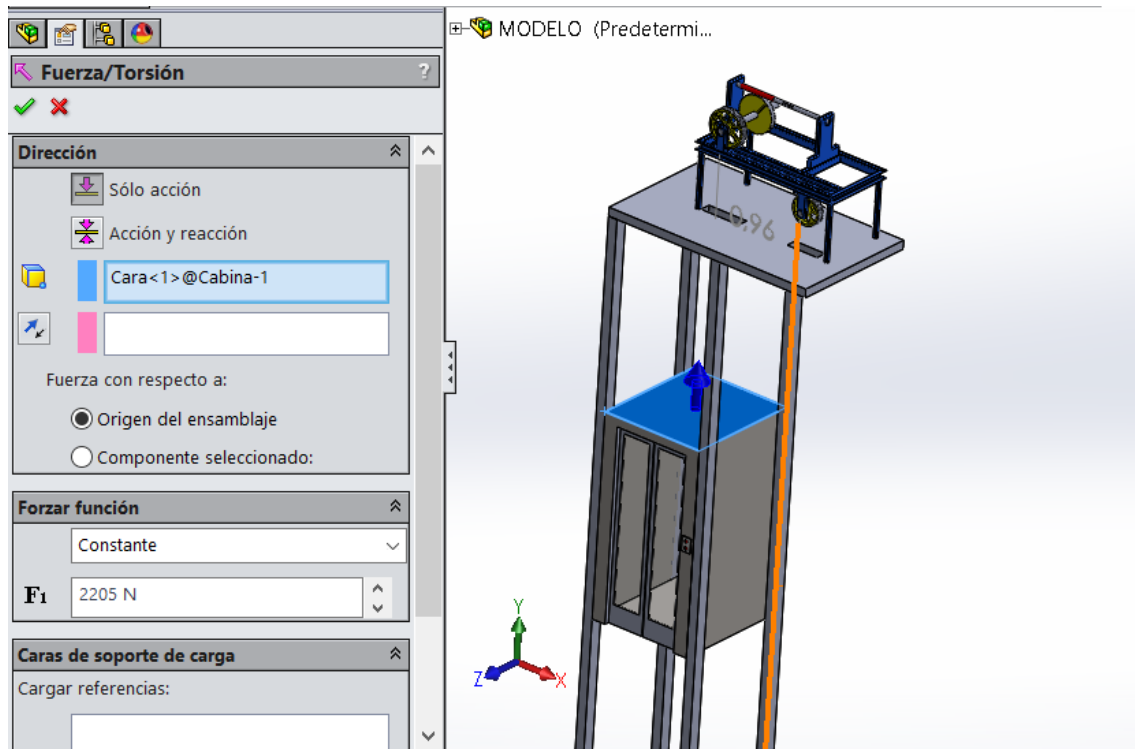 MODELO (Predetermi...
Fuerza/Torsión
?
Dirección
Sólo acción
Acción y reacción
Cara<1>@Cabina-1
Fuerza con respecto a:
Origen del ensamblaje
Componente seleccionado:
Forzar función
Constante
F1
2205 N
Caras de soporte de carga
Cargar referencias:
0,96
Y
Z
X